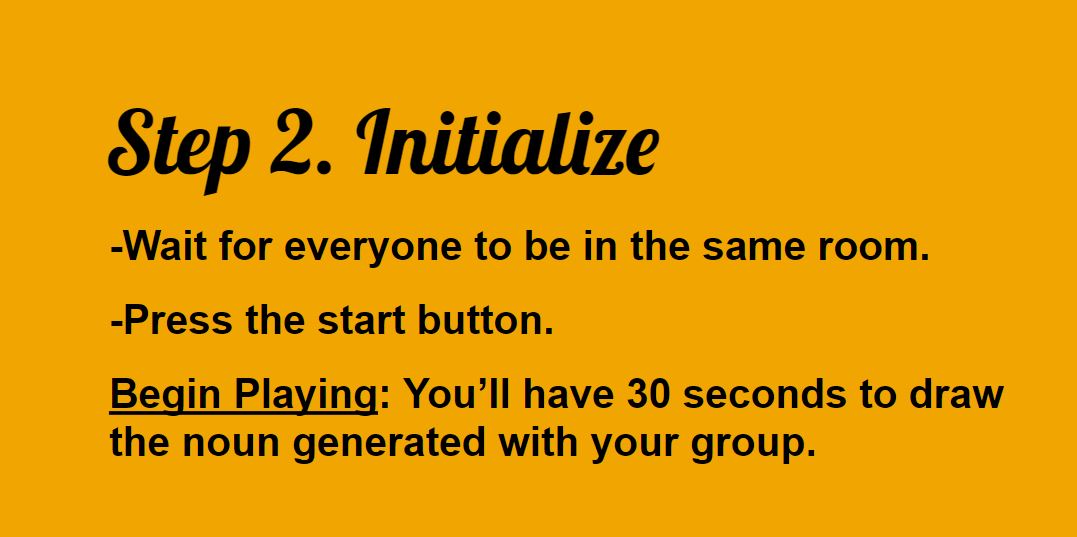 Step 2. Initialize
-Wait for everyone to be in the same room.
-Press the start button.
Begin Playing: You’ll have 30 seconds to draw
the noun generated with your group.